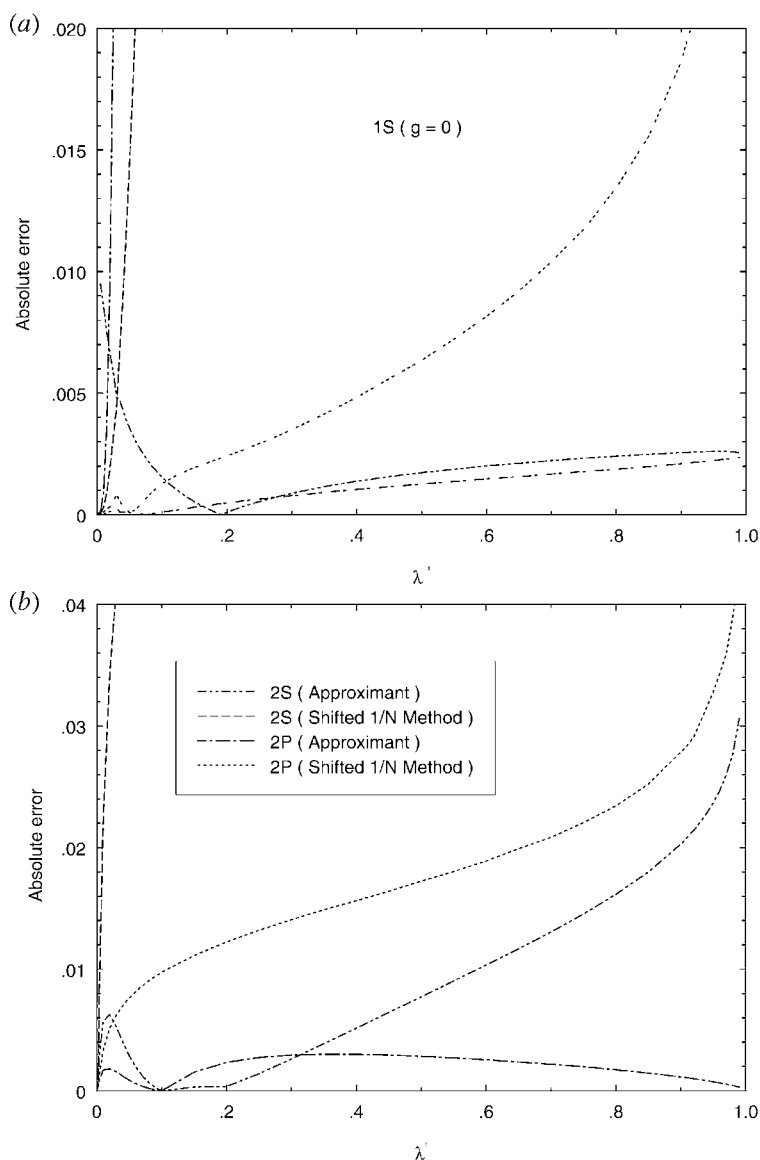 (a)
.020
.015
.010
.005
0
Absolute error
1S ( g = 0 )
0 .2 .4 .6 .8 1.0
λ'
(b)
.04
.03
.02
.01
0
Absolute error
2S ( Approximant )
2S ( Shifted 1/N Method )
2P ( Approximant )
2P ( Shifted 1/N Method )
0 .2 .4 .6 .8 1.0
λ'